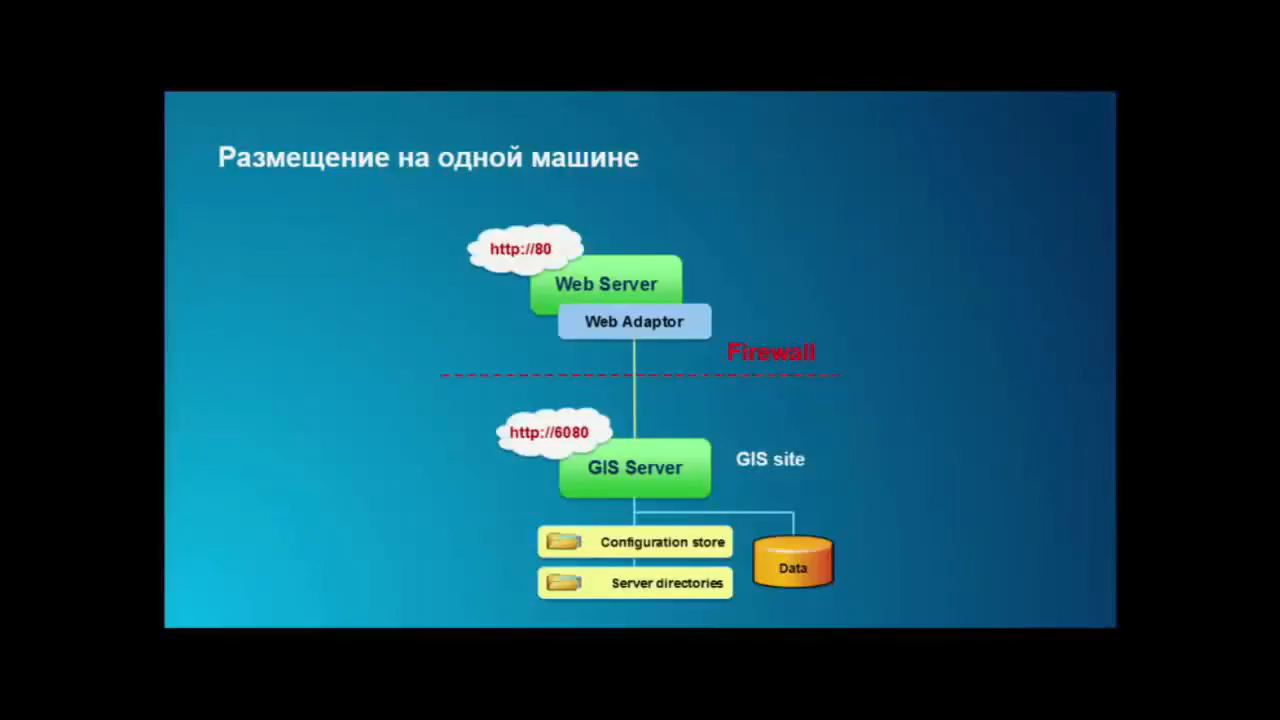 Размещение на одной машине
http://80
Web Server
Web Adaptor
Firewall
http://6080
GIS Server
GIS site
Configuration store
Server directories
Data